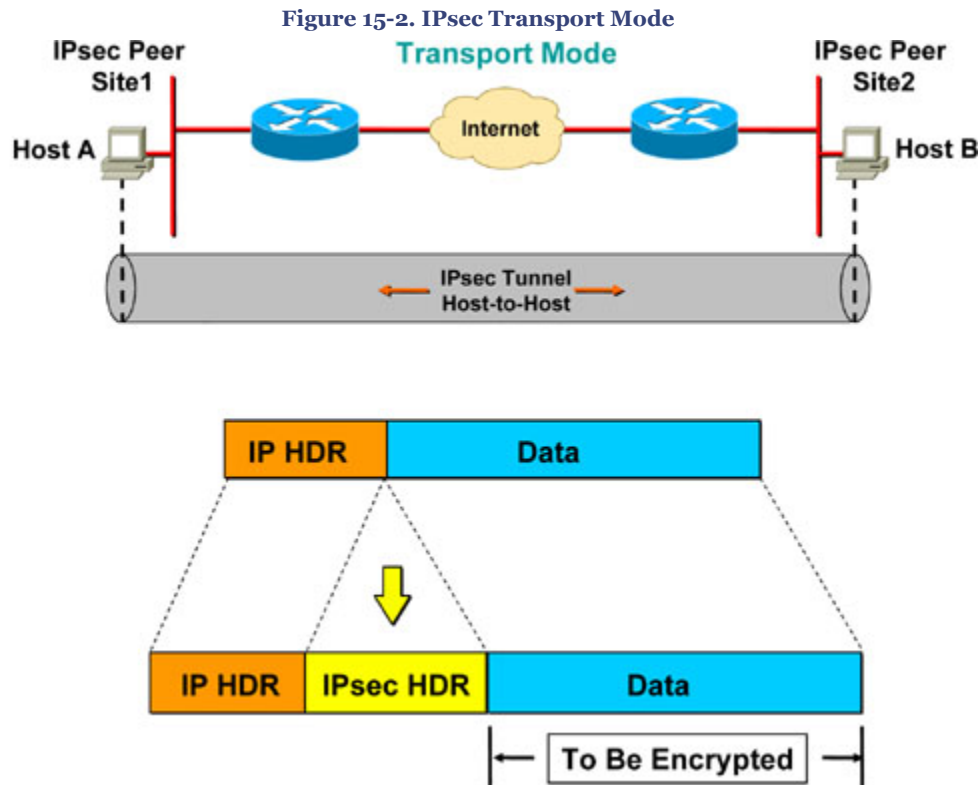 Figure 15-2. IPsec Transport Mode
IPsec Peer
Site1
Transport Mode
IPsec Peer
Site2
Host A
Internet
Host B
IPsec Tunnel
Host-to-Host
IP HDR
Data
IP HDR
IPsec HDR
Data
To Be Encrypted